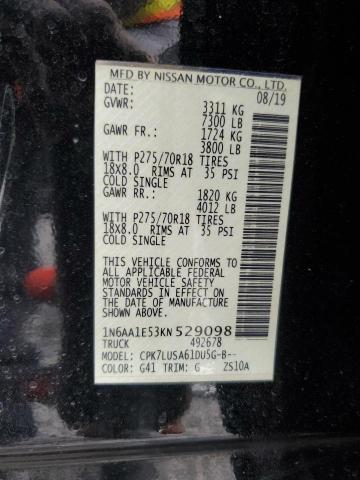 MFD BY NISSAN MOTOR CO., LTD.
DATE: 08/19
GVWR: 3311 KG
7300 LB
GAWR FR.: 1724 KG
3800 LB
WITH P275/70R18 TIRES
18x8.0 RIMS AT 35 PSI
COLD SINGLE
GAWR RR.: 1820 KG
4012 LB
WITH P275/70R18 TIRES
18x8.0 RIMS AT 35 PSI
COLD SINGLE
THIS VEHICLE CONFORMS TO
ALL APPLICABLE FEDERAL
MOTOR VEHICLE SAFETY
STANDARDS IN EFFECT ON
THE DATE OF MANUFACTURE
SHOWN ABOVE.
1N6AA1E53KN529098
TRUCK 492678
MODEL: CPK7LUSA61DU5G-B--
COLOR: G41 TRIM: G ZS10A